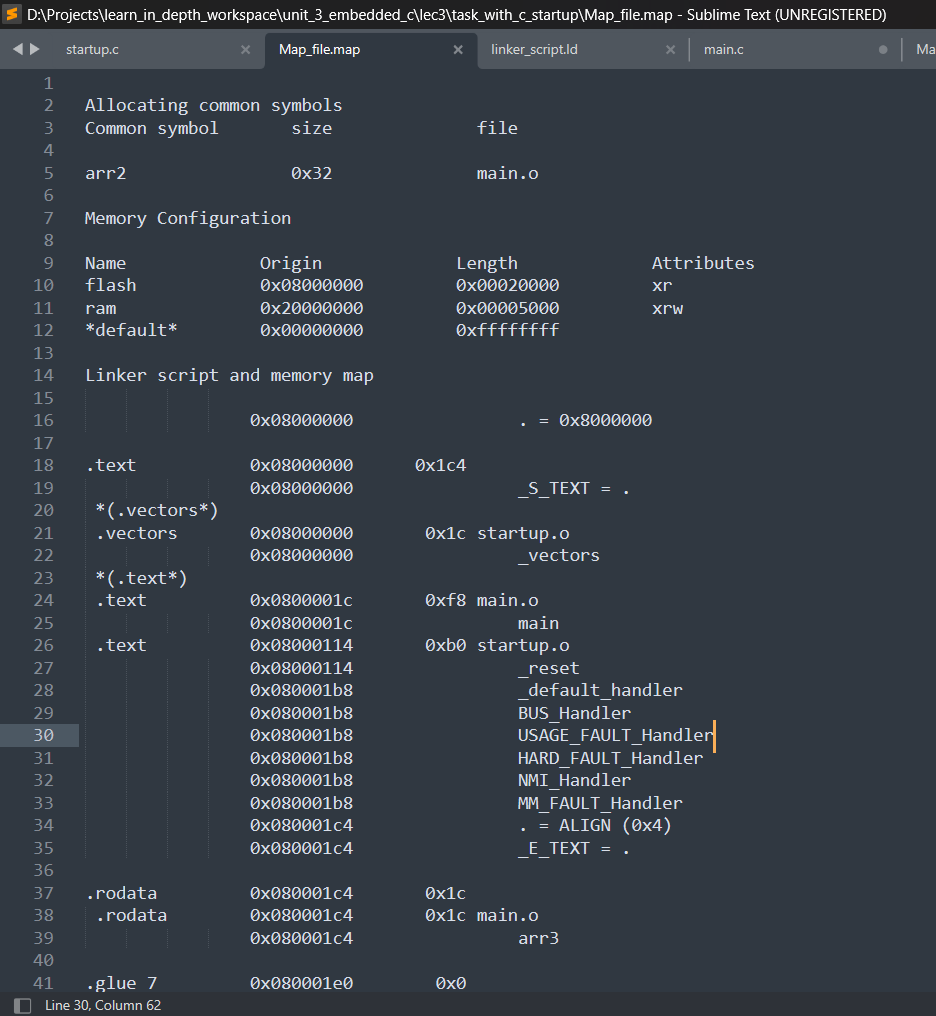 D:\Projects\learn_in_depth_workspace\unit_3_embedded_c\lec3\task_with_c_startup\Map_file.map - Sublime Text (UNREGISTERED)
startup.c × Map_file.map × linker_script.ld × main.c Ma
1
2 Allocating common symbols
3 Common symbol       size              file
4
5 arr2                0x32              main.o
6
7 Memory Configuration
8
9 Name             Origin             Length             Attributes
10 flash            0x08000000         0x00020000         xr
11 ram              0x20000000         0x00005000         xrw
12 *default*        0x00000000         0xffffffff
13
14 Linker script and memory map
15
16                 0x08000000                . = 0x8000000
17
18 .text           0x08000000      0x1c4
19                 0x08000000                _S_TEXT = .
20  *(.vectors*)
21  .vectors       0x08000000       0x1c startup.o
22                 0x08000000                _vectors
23  *(.text*)
24  .text          0x0800001c       0xf8 main.o
25                 0x0800001c                main
26  .text          0x08000114       0xb0 startup.o
27                 0x08000114                _reset
28                 0x080001b8                _default_handler
29                 0x080001b8                BUS_Handler
30                 0x080001b8                USAGE_FAULT_Handler
31                 0x080001b8                HARD_FAULT_Handler
32                 0x080001b8                NMI_Handler
33                 0x080001b8                MM_FAULT_Handler
34                 0x080001c4                . = ALIGN (0x4)
35                 0x080001c4                _E_TEXT = .
36
37 .rodata         0x080001c4       0x1c
38  .rodata        0x080001c4       0x1c main.o
39                 0x080001c4                arr3
40
41 .glue_7         0x080001e0        0x0
Line 30, Column 62